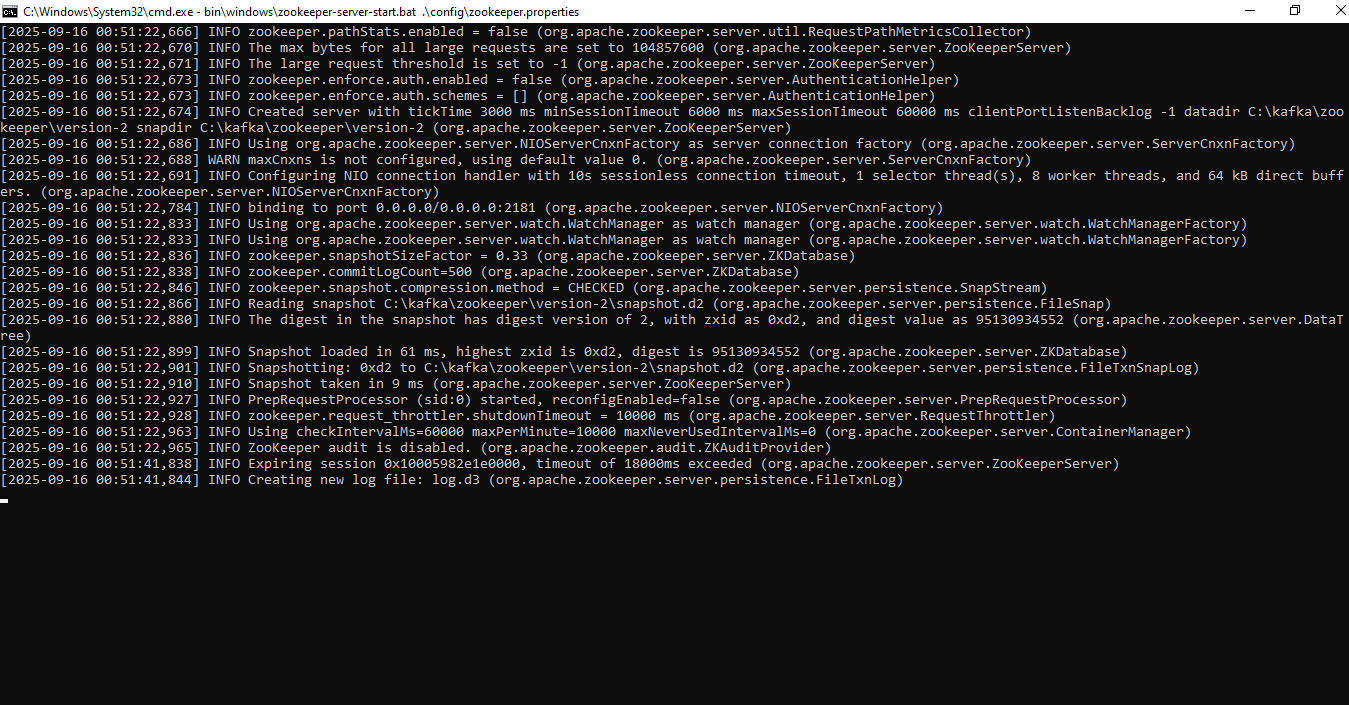 C:\Windows\System32\cmd.exe - bin\windows\zookeeper-server-start.bat .\config\zookeeper.properties
[2025-09-16 00:51:22,666] INFO zookeeper.pathStats.enabled = false (org.apache.zookeeper.server.util.RequestPathMetricsCollector)
[2025-09-16 00:51:22,670] INFO The max bytes for all large requests are set to 104857600 (org.apache.zookeeper.server.ZooKeeperServer)
[2025-09-16 00:51:22,671] INFO The large request threshold is set to -1 (org.apache.zookeeper.server.ZooKeeperServer)
[2025-09-16 00:51:22,673] INFO zookeeper.enforce.auth.enabled = false (org.apache.zookeeper.server.AuthenticationHelper)
[2025-09-16 00:51:22,673] INFO zookeeper.enforce.auth.schemes = [] (org.apache.zookeeper.server.AuthenticationHelper)
[2025-09-16 00:51:22,674] INFO Created server with tickTime 3000 ms minSessionTimeout 6000 ms maxSessionTimeout 60000 ms clientPortListenBacklog -1 datadir C:\kafka\zoo
keeper\version-2 snapdir C:\kafka\zookeeper\version-2 (org.apache.zookeeper.server.ZooKeeperServer)
[2025-09-16 00:51:22,686] INFO Using org.apache.zookeeper.server.NIOServerCnxnFactory as server connection factory (org.apache.zookeeper.server.ServerCnxnFactory)
[2025-09-16 00:51:22,688] WARN maxCnxns is not configured, using default value 0. (org.apache.zookeeper.server.ServerCnxnFactory)
[2025-09-16 00:51:22,691] INFO Configuring NIO connection handler with 10s sessionless connection timeout, 1 selector thread(s), 8 worker threads, and 64 kB direct buff
ers. (org.apache.zookeeper.server.NIOServerCnxnFactory)
[2025-09-16 00:51:22,784] INFO binding to port 0.0.0.0/0.0.0.0:2181 (org.apache.zookeeper.server.NIOServerCnxnFactory)
[2025-09-16 00:51:22,833] INFO Using org.apache.zookeeper.server.watch.WatchManager as watch manager (org.apache.zookeeper.server.watch.WatchManagerFactory)
[2025-09-16 00:51:22,833] INFO Using org.apache.zookeeper.server.watch.WatchManager as watch manager (org.apache.zookeeper.server.watch.WatchManagerFactory)
[2025-09-16 00:51:22,836] INFO zookeeper.snapshotSizeFactor = 0.33 (org.apache.zookeeper.server.ZKDatabase)
[2025-09-16 00:51:22,838] INFO zookeeper.commitLogCount=500 (org.apache.zookeeper.server.ZKDatabase)
[2025-09-16 00:51:22,846] INFO zookeeper.snapshot.compression.method = CHECKED (org.apache.zookeeper.server.persistence.SnapStream)
[2025-09-16 00:51:22,866] INFO Reading snapshot C:\kafka\zookeeper\version-2\snapshot.d2 (org.apache.zookeeper.server.persistence.FileSnap)
[2025-09-16 00:51:22,880] INFO The digest in the snapshot has digest version of 2, with zxid as 0xd2, and digest value as 95130934552 (org.apache.zookeeper.server.DataT
ree)
[2025-09-16 00:51:22,899] INFO Snapshot loaded in 61 ms, highest zxid is 0xd2, digest is 95130934552 (org.apache.zookeeper.server.ZKDatabase)
[2025-09-16 00:51:22,901] INFO Snapshotting: 0xd2 to C:\kafka\zookeeper\version-2\snapshot.d2 (org.apache.zookeeper.server.persistence.FileTxnSnapLog)
[2025-09-16 00:51:22,910] INFO Snapshot taken in 9 ms (org.apache.zookeeper.server.ZooKeeperServer)
[2025-09-16 00:51:22,927] INFO PrepRequestProcessor (sid:0) started, reconfigEnabled=false (org.apache.zookeeper.server.PrepRequestProcessor)
[2025-09-16 00:51:22,928] INFO zookeeper.request_throttler.shutdownTimeout = 10000 ms (org.apache.zookeeper.server.RequestThrottler)
[2025-09-16 00:51:22,963] INFO Using checkIntervalMs=60000 maxPerMinute=10000 maxNeverUsedIntervalMs=0 (org.apache.zookeeper.server.ContainerManager)
[2025-09-16 00:51:22,965] INFO ZooKeeper audit is disabled. (org.apache.zookeeper.audit.ZKAuditProvider)
[2025-09-16 00:51:41,838] INFO Expiring session 0x10005982e1e0000, timeout of 18000ms exceeded (org.apache.zookeeper.server.ZooKeeperServer)
[2025-09-16 00:51:41,844] INFO Creating new log file: log.d3 (org.apache.zookeeper.server.persistence.FileTxnLog)